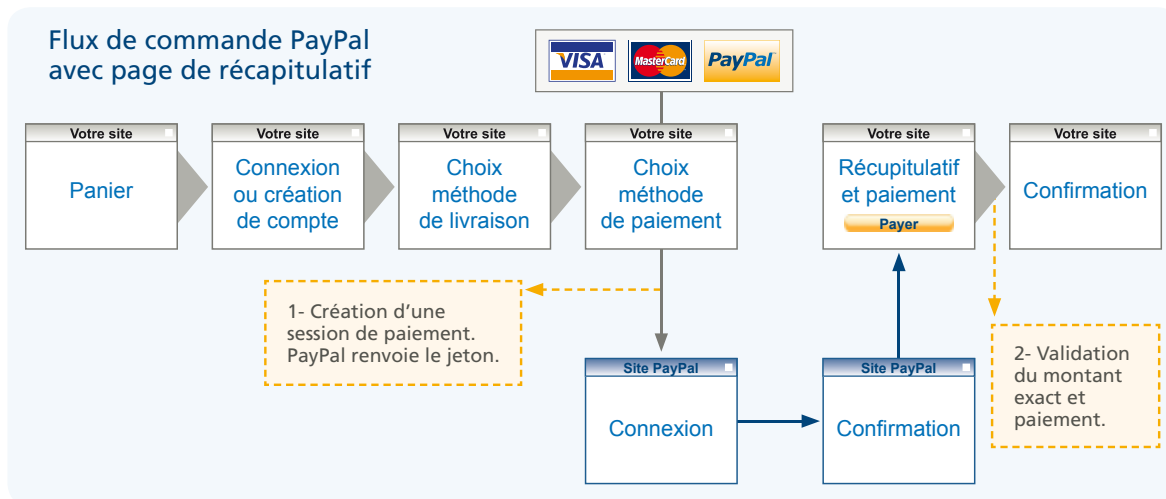 Flux de commande PayPal
avec page de récapitulatif
VISA
MasterCard
PayPal
Votre site
Panier
Votre site
Connexion
ou création
de compte
Votre site
Choix
méthode
de livraison
Votre site
Choix
méthode
de paiement
Votre site
Récupitulatif
et paiement
Payer
Votre site
Confirmation
1- Création d’une
session de paiement.
PayPal renvoie le jeton.
Site PayPal
Connexion
Site PayPal
Confirmation
2- Validation
du montant
exact et
paiement.